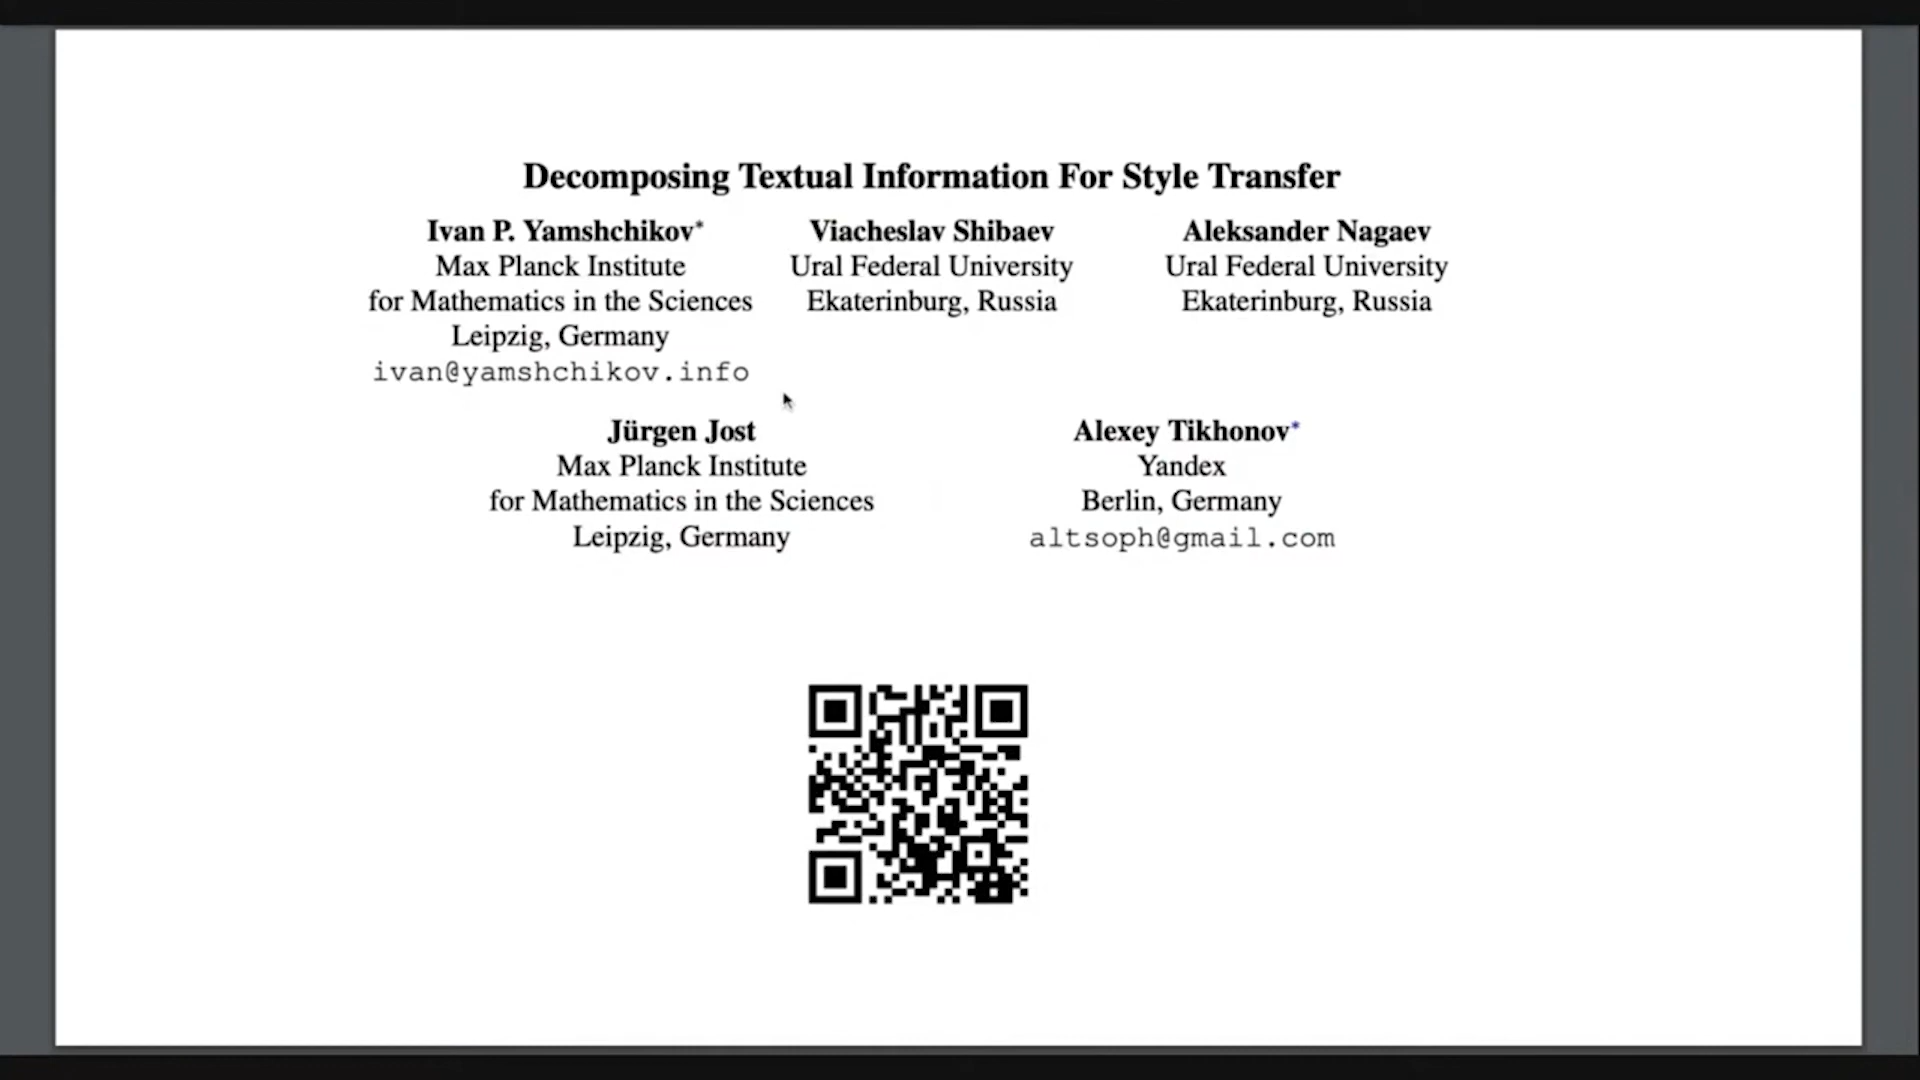 Decomposing Textual Information For Style Transfer
Ivan P. Yamshchikov*
Max Planck Institute
for Mathematics in the Sciences
Leipzig, Germany
ivan@yamshchikov.info
Viacheslav Shibaev
Ural Federal University
Ekaterinburg, Russia
Aleksander Nagaev
Ural Federal University
Ekaterinburg, Russia
Jürgen Jost
Max Planck Institute
for Mathematics in the Sciences
Leipzig, Germany
Alexey Tikhonov*
Yandex
Berlin, Germany
altsoph@gmail.com